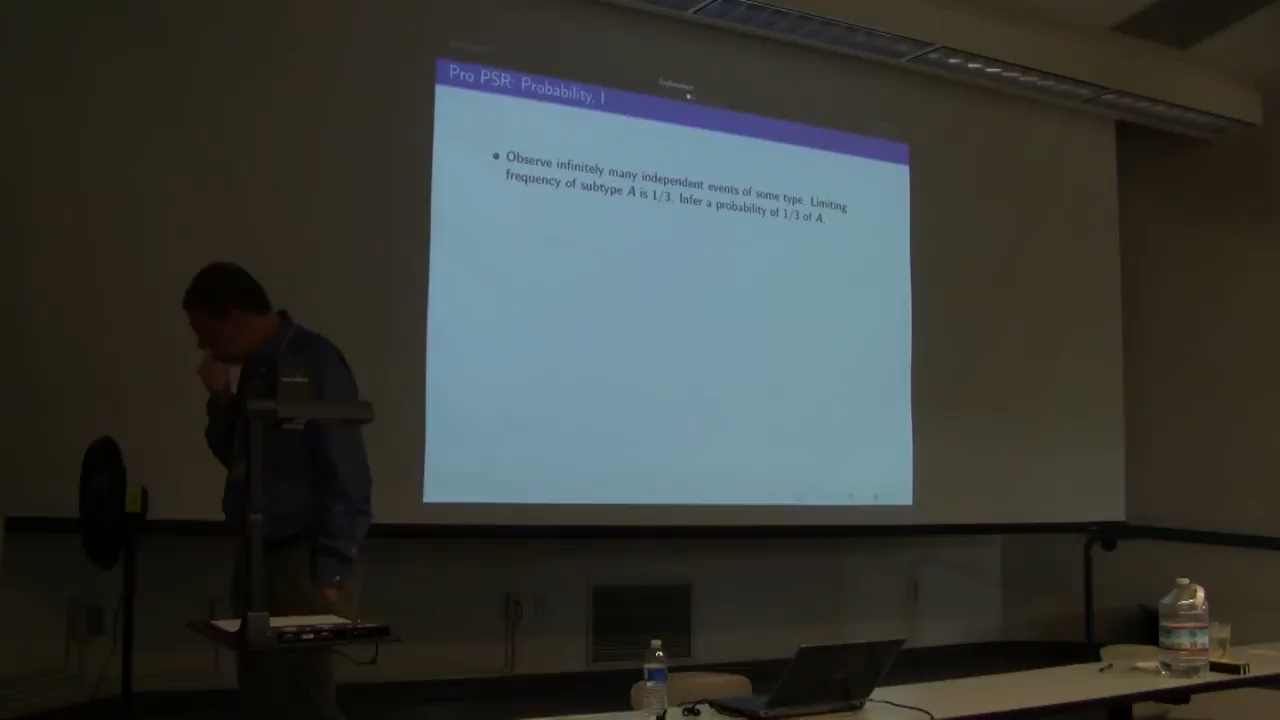 Explanation
Pro PSR: Probability, I
Observe infinitely many independent events of some type. Limiting
frequency of subtype A is 1/3. Infer a probability of 1/3 of A.